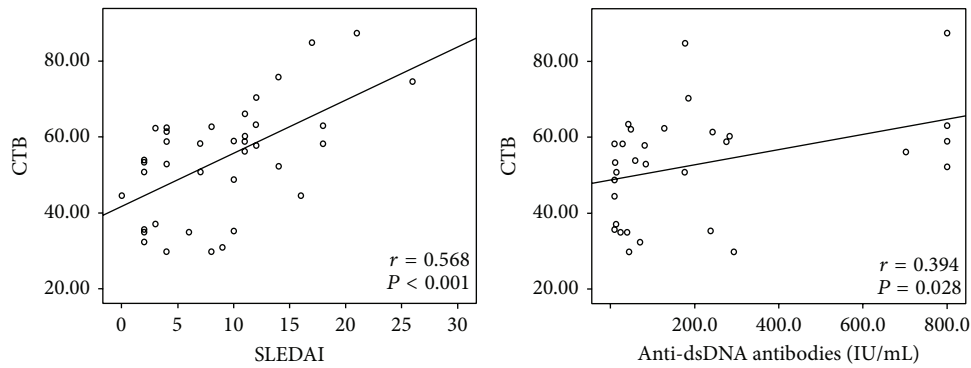 CTB
80.00
60.00
40.00
20.00
r = 0.568
P < 0.001
0 5 10 15 20 25 30
SLEDAI
CTB
80.00
60.00
40.00
20.00
r = 0.394
P = 0.028
200.0 400.0 600.0 800.0
Anti-dsDNA antibodies (IU/mL)